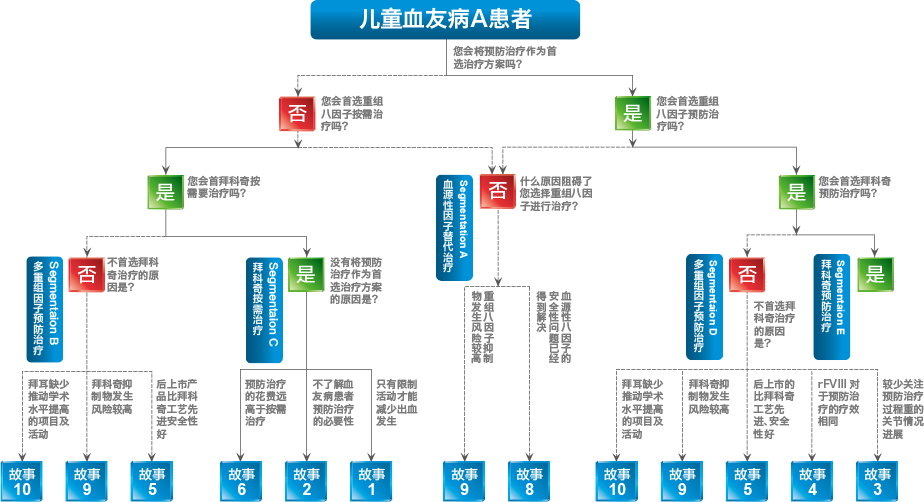 儿童血友病A患者
您会将预防治疗作为首
选治疗方案吗?
否
您会首选重组
八因子按需治
疗吗?
是
您会首选重组
八因子预防治
疗吗?
是
您会首拜科奇按
需要治疗吗?
Segmentation A
血源性因子替代治疗
否
什么原因阻碍了
您选择重组八因
子进行治疗?
是
您会首选拜科奇
预防治疗吗?
Segmentaion B
多重组因子预防治疗
否
不首选拜科
奇治疗的原
因是?
Segmentation C
拜科奇按需治疗
是
没有将预防
治疗作为首
选治疗方案
的原因是?
重组八因子抑制
物发生风险较高
血源性八因子的
安全性问题已经
得到解决
Segmentaion D
多重组因子预防治疗
否
不首选拜
科奇治疗
的原因
是?
Segmentaion E
拜科奇预防治疗
是
拜耳缺少
推动学术
水平提高
的项目及
活动
拜科奇抑
制物发生
风险较高
后上市产
品比拜科
奇工艺先
进安全性
好
预防治疗
的花费远
高于按需
治疗
不了解血
友病患者
预防治疗
的必要性
只有限制
活动才能
减少出血
发生
拜耳缺少
推动学术
水平提高
的项目及
活动
拜科奇抑
制物发生
风险较高
后上市的
比拜科奇
工艺先
进、安全
性好
rFVIII 对
于预防治
疗的疗效
相同
较少关注
预防治疗
过程重的
关节情况
进展
故事
10
故事
9
故事
5
故事
6
故事
2
故事
1
故事
9
故事
8
故事
10
故事
9
故事
5
故事
4
故事
3